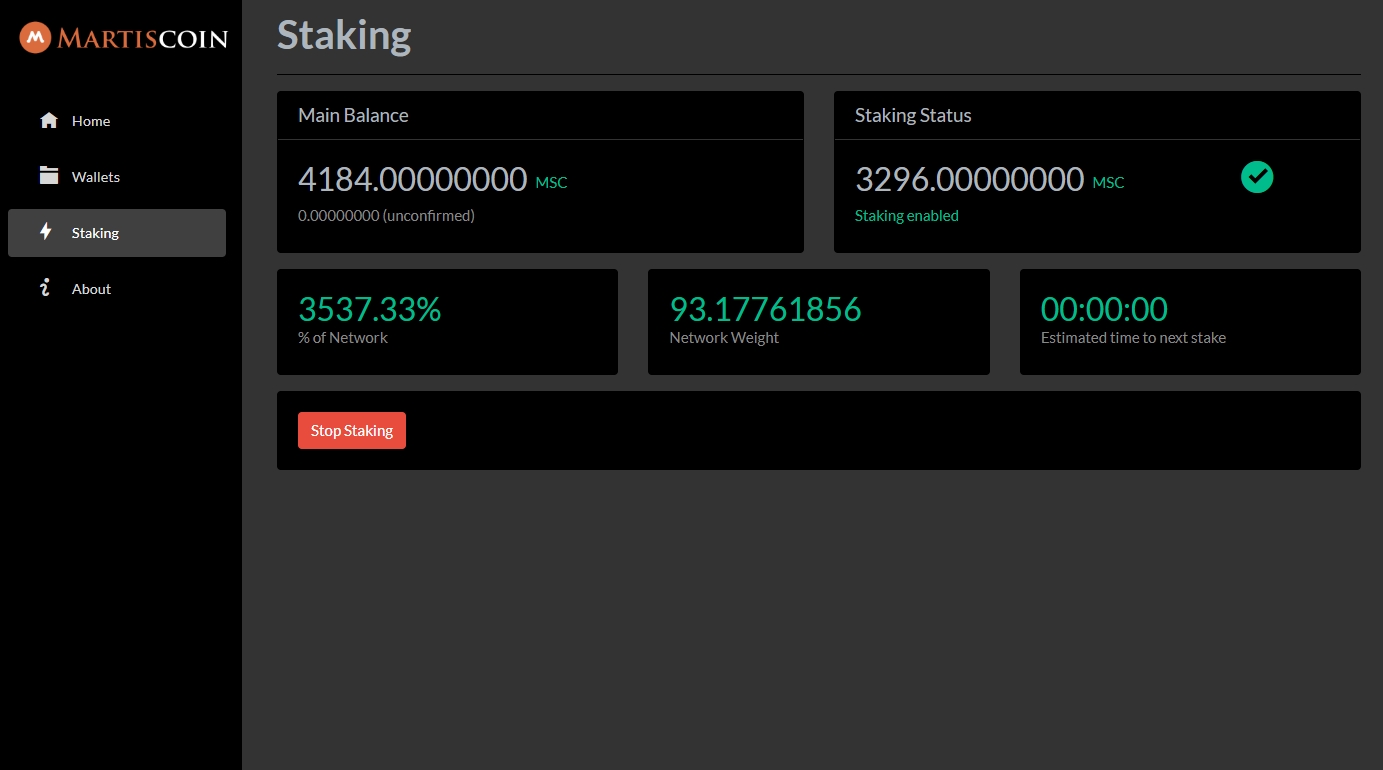 MARTISCOIN
Home
Wallets
Staking
About
Staking
Main Balance
4184.00000000 MSC
0.00000000 (unconfirmed)
Staking Status
3296.00000000 MSC
Staking enabled
3537.33%
% of Network
93.17761856
Network Weight
00:00:00
Estimated time to next stake
Stop Staking